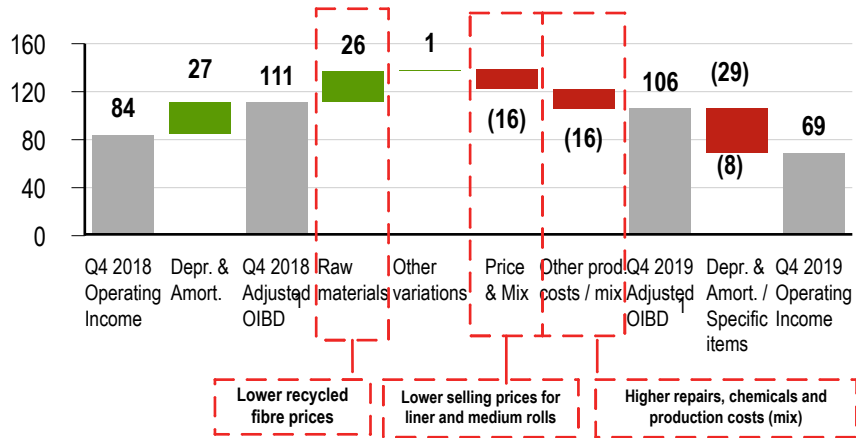 160
120
80
40
0
84
27
111
26
1
(16)
(16)
106
(29)
(8)
69
Q4 2018
Operating
Income
Depr. &
Amort.
Q4 2018
Adjusted
OIBD 1
Raw
materials
Other
variations
Price
& Mix
Other prod.
costs / mix
Q4 2019
Adjusted
OIBD 1
Depr. &
Amort. /
Specific
items
Q4 2019
Operating
Income
Lower recycled
fibre prices
Lower selling prices for
liner and medium rolls
Higher repairs, chemicals and
production costs (mix)